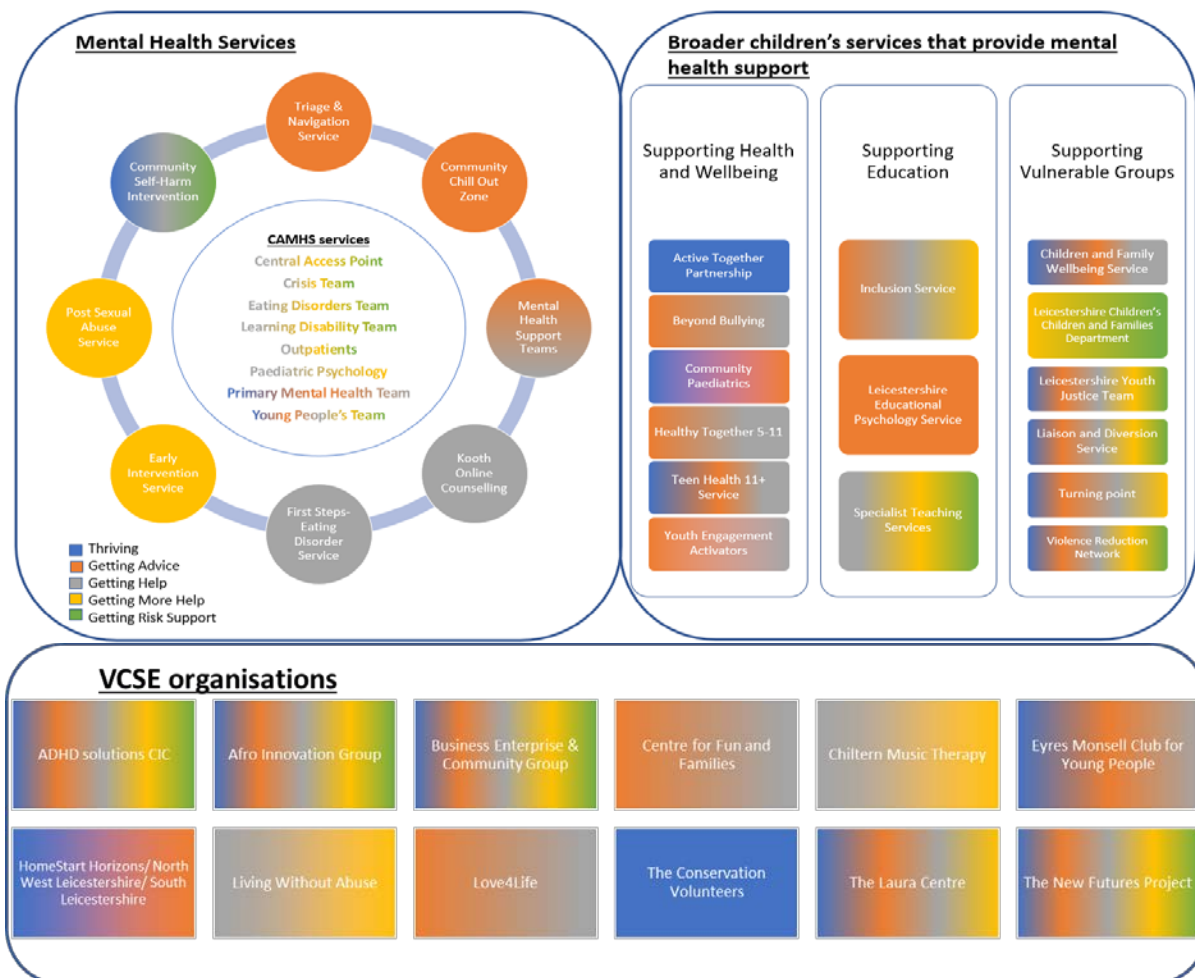 Mental Health Services
Triage &
Navigation
Service
Community
Chill Out
Zone
Mental
Health
Support
Teams
Kooth
Online
Counselling
First Steps-
Eating
Disorder
Service
Early
Intervention
Service
Post Sexual
Abuse
Service
Community
Self-Harm
Intervention
CAMHS services
Central Access Point
Crisis Team
Eating Disorders Team
Learning Disability Team
Outpatients
Paediatric Psychology
Primary Mental Health Team
Young People's Team
Thriving
Getting Advice
Getting Help
Getting More Help
Getting Risk Support
Broader children's services that provide mental
health support
Supporting Health
and Wellbeing
Active Together
Partnership
Beyond Bullying
Community
Paediatrics
Healthy Together 5-11
Teen Health 11+
Service
Youth Engagement
Activators
Supporting
Education
Inclusion Service
Leicestershire
Educational
Psychology Service
Specialist Teaching
Services
Supporting
Vulnerable Groups
Children and Family
Wellbeing Service
Leicestershire Children's
Children and Families
Department
Leicestershire Youth
Justice Team
Liaison and Diversion
Service
Turning point
Violence Reduction
Network
VCSE organisations
ADHD solutions CIC
Afro Innovation Group
Business Enterprise &
Community Group
Centre for Fun and
Families
Chiltern Music Therapy
Eyres Monsell Club for
Young People
HomeStart Horizons/ North
West Leicestershire/ South
Leicestershire
Living Without Abuse
Love4Life
The Conservation
Volunteers
The Laura Centre
The New Futures Project